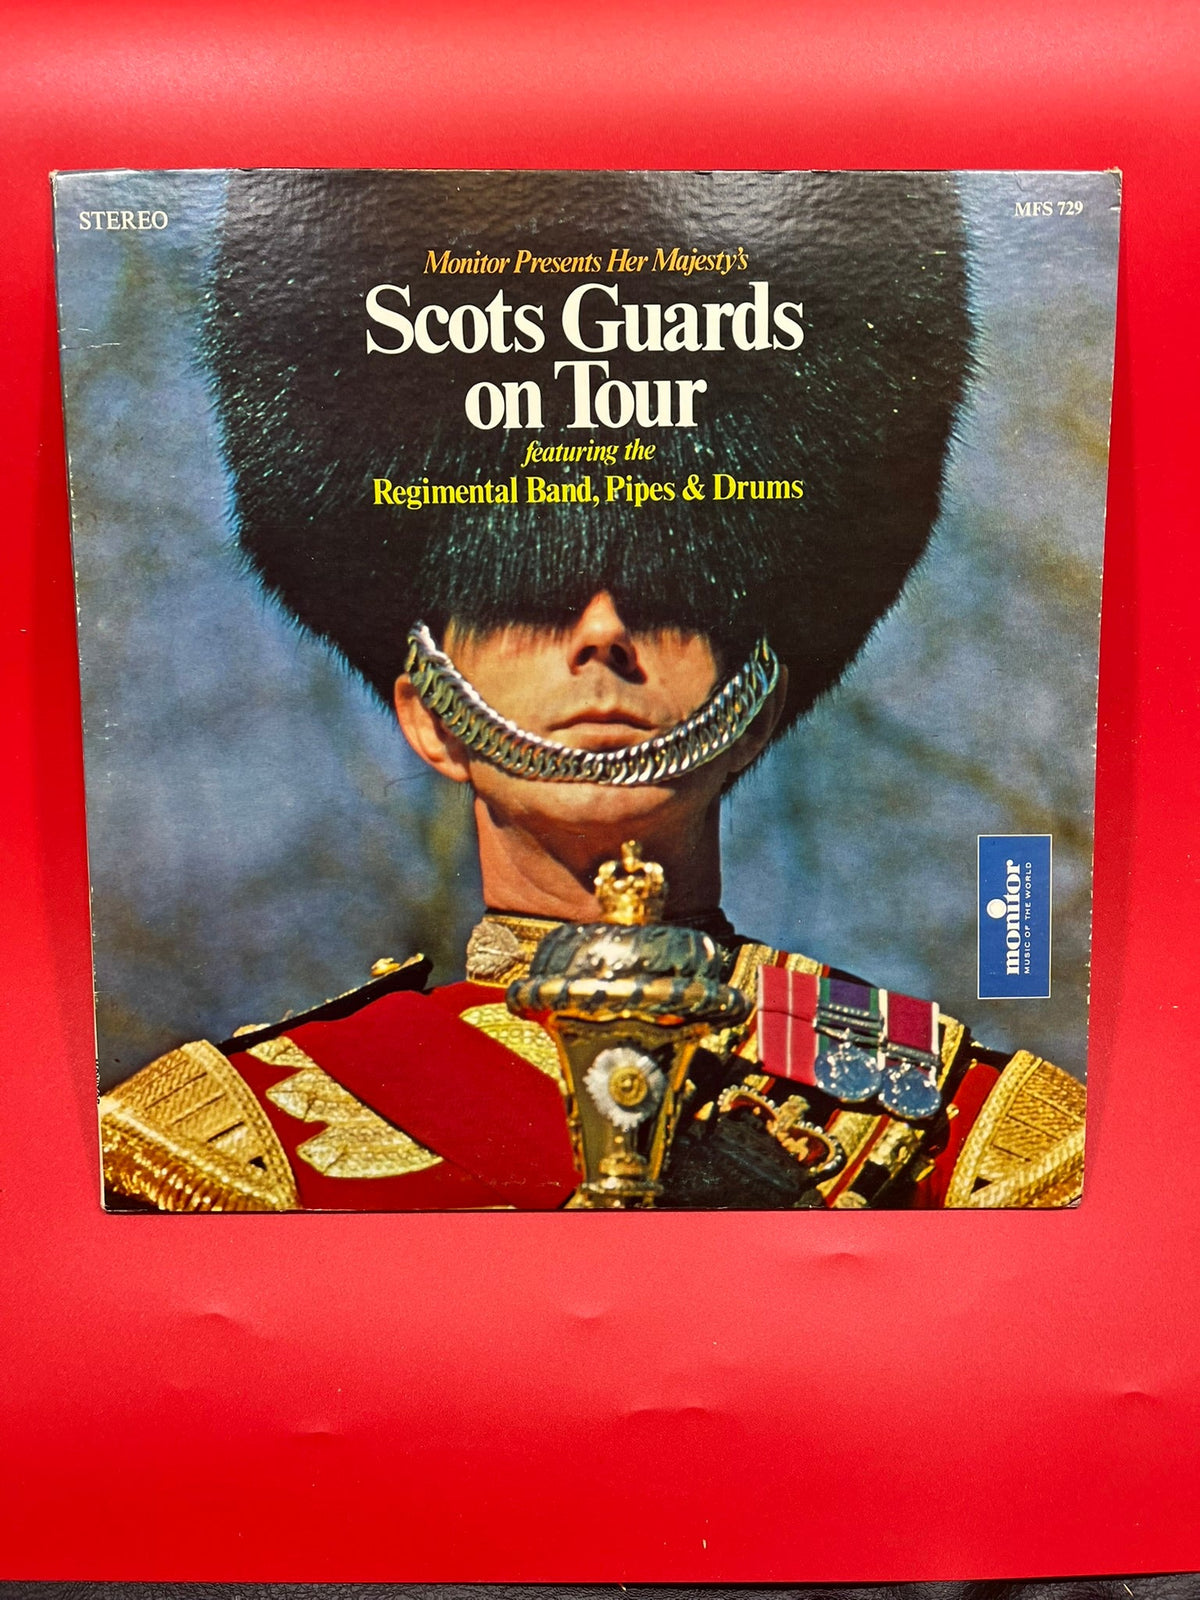 STEREO
MFS 729
Monitor Presents Her Majesty's
Scots Guards
on Tour
featuring the
Regimental Band, Pipes & Drums
monitor
MUSIC OF THE WORLD